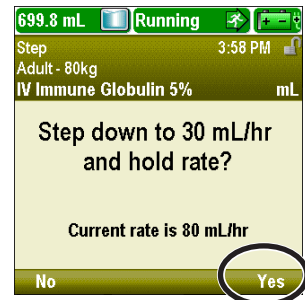 699.8 mL Running
Step 3:58 PM
Adult - 80kg
IV Immune Globulin 5% mL
Step down to 30 mL/hr
and hold rate?
Current rate is 80 mL/hr
No Yes